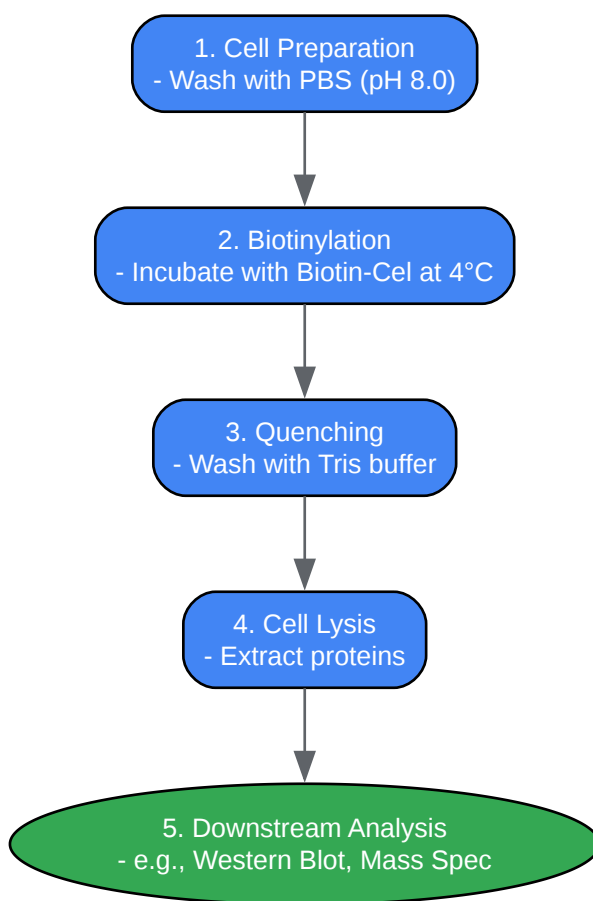 1. Cell Preparation
- Wash with PBS (pH 8.0)
2. Biotinylation
- Incubate with Biotin-Cel at 4°C
3. Quenching
- Wash with Tris buffer
4. Cell Lysis
- Extract proteins
5. Downstream Analysis
- e.g., Western Blot, Mass Spec